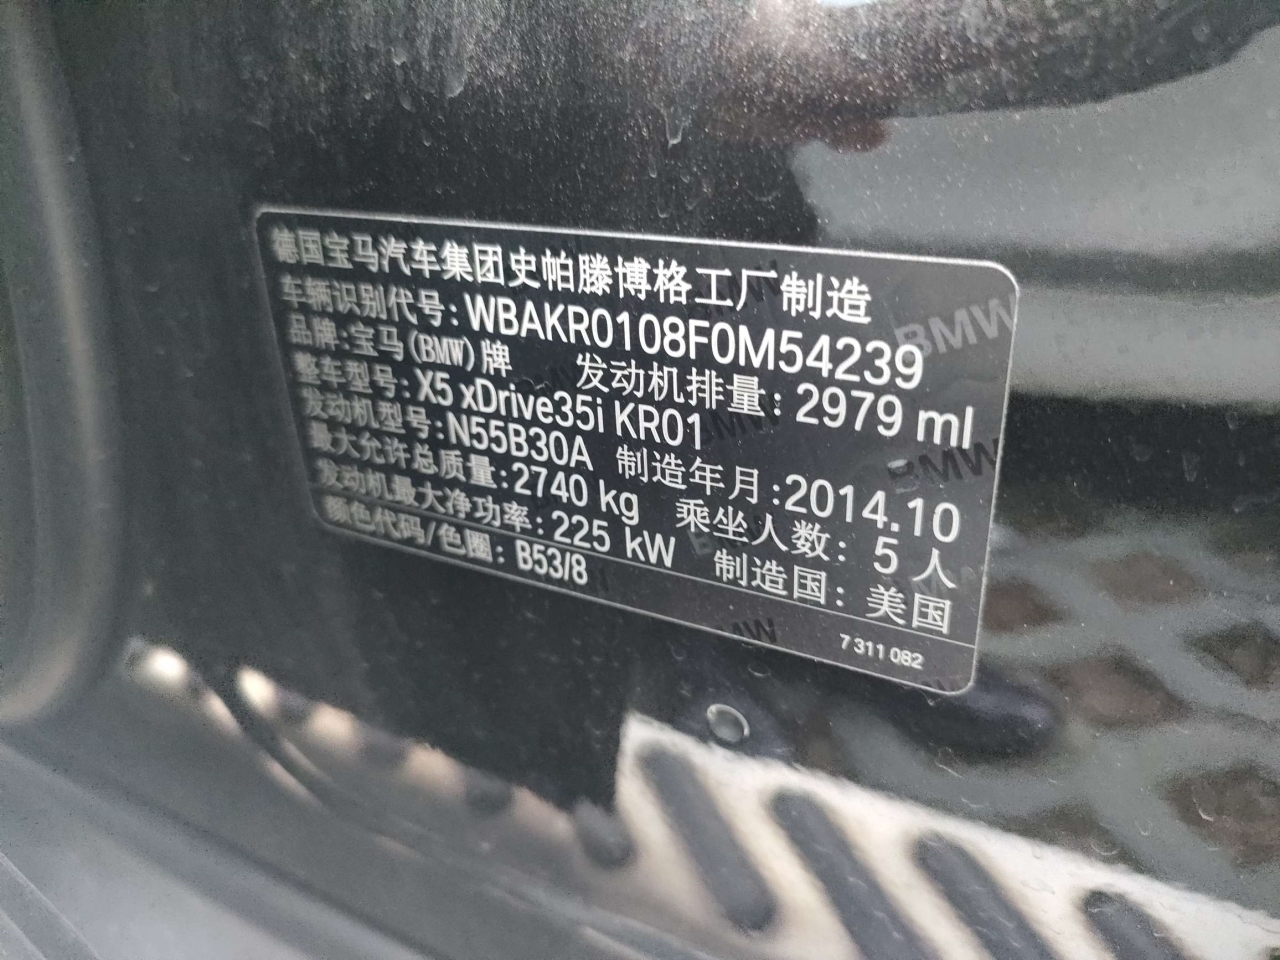 德国宝马汽车集团史帕滕博格工厂制造
车辆识别代号:WBAKR0108F0M54239
品牌:宝马(BMW)牌 发动机排量:2979 ml
整车型号:X5 xDrive35i KR01
发动机型号:N55B30A 制造年月:2014.10
最大允许总质量:2740 kg 乘坐人数:5人
发动机最大净功率:225 kW 制造国:美国
颜色代码/色圈:B53/8
7 311 082
BMW
BMW
BMW
BMW